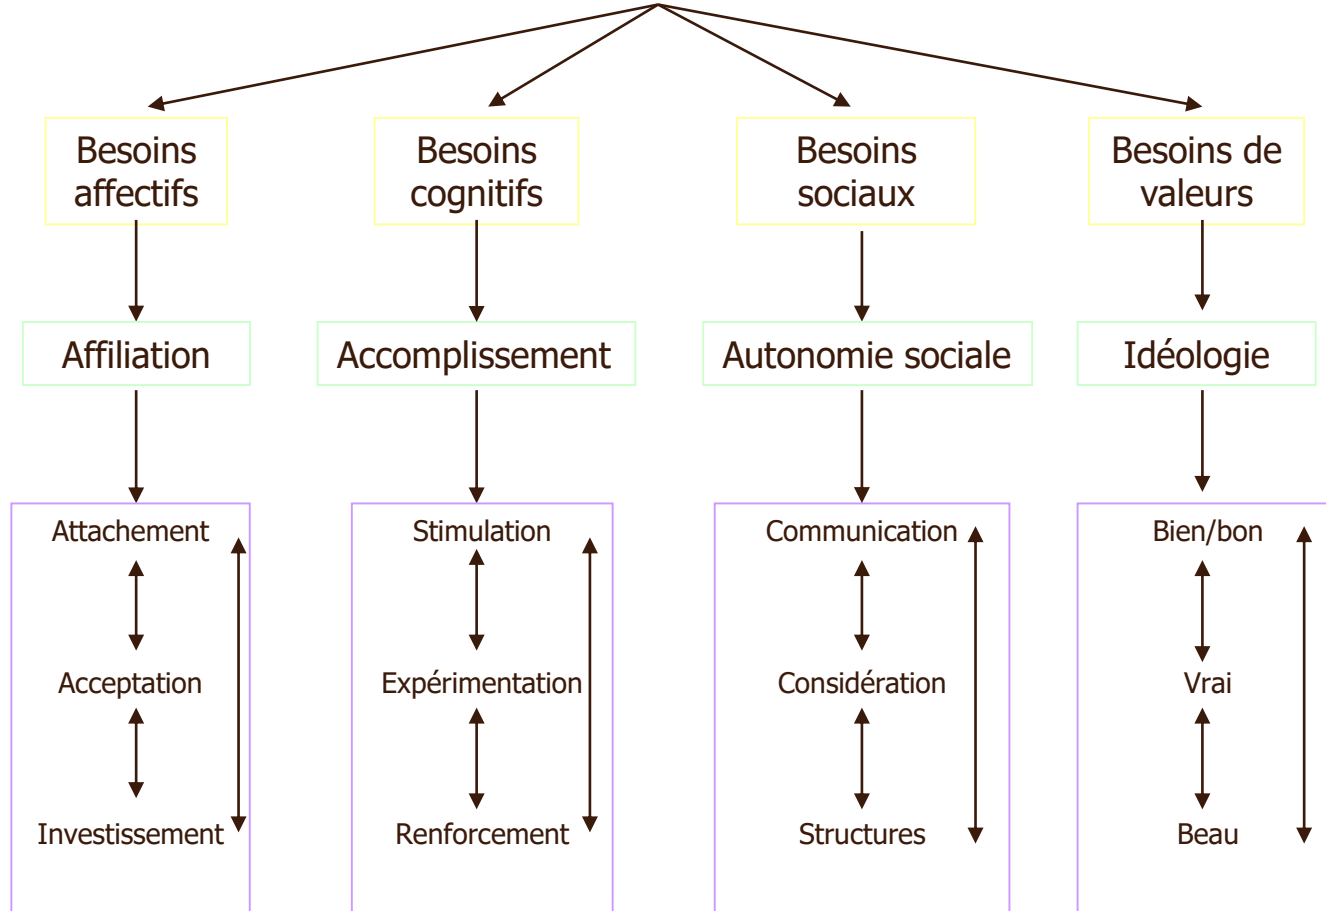 Besoins
affectifs
Besoins
cognitifs
Besoins
sociaux
Besoins de
valeurs
Affiliation
Accomplissement
Autonomie sociale
Idéologie
Attachement
Stimulation
Communication
Bien/bon
Acceptation
Expérimentation
Considération
Vrai
Investissement
Renforcement
Structures
Beau